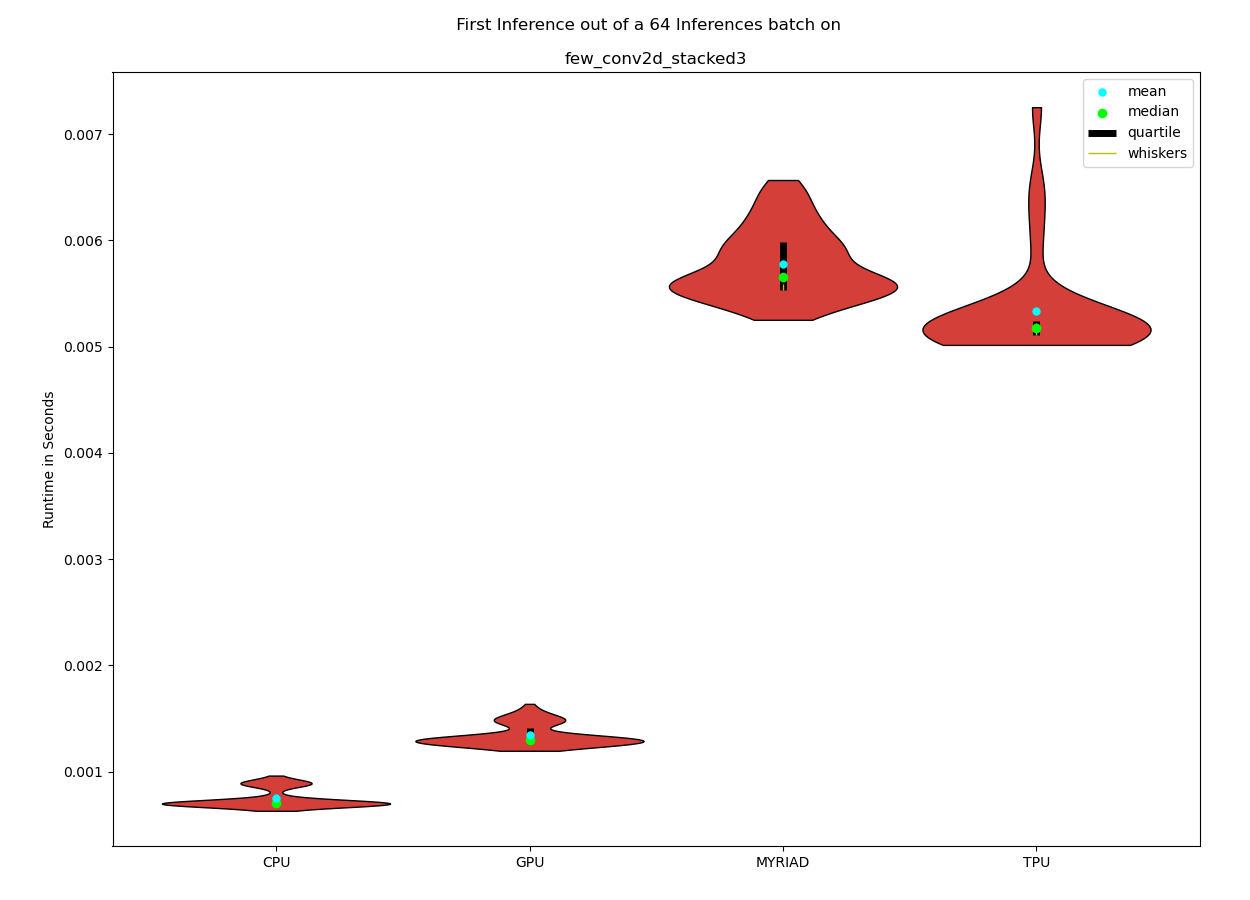 First Inference out of a 64 Inferences batch on
few_conv2d_stacked3
mean
median
quartile
whiskers
0.007
0.006
0.005
0.004
0.003
0.002
0.001
Runtime in Seconds
CPU GPU MYRIAD TPU